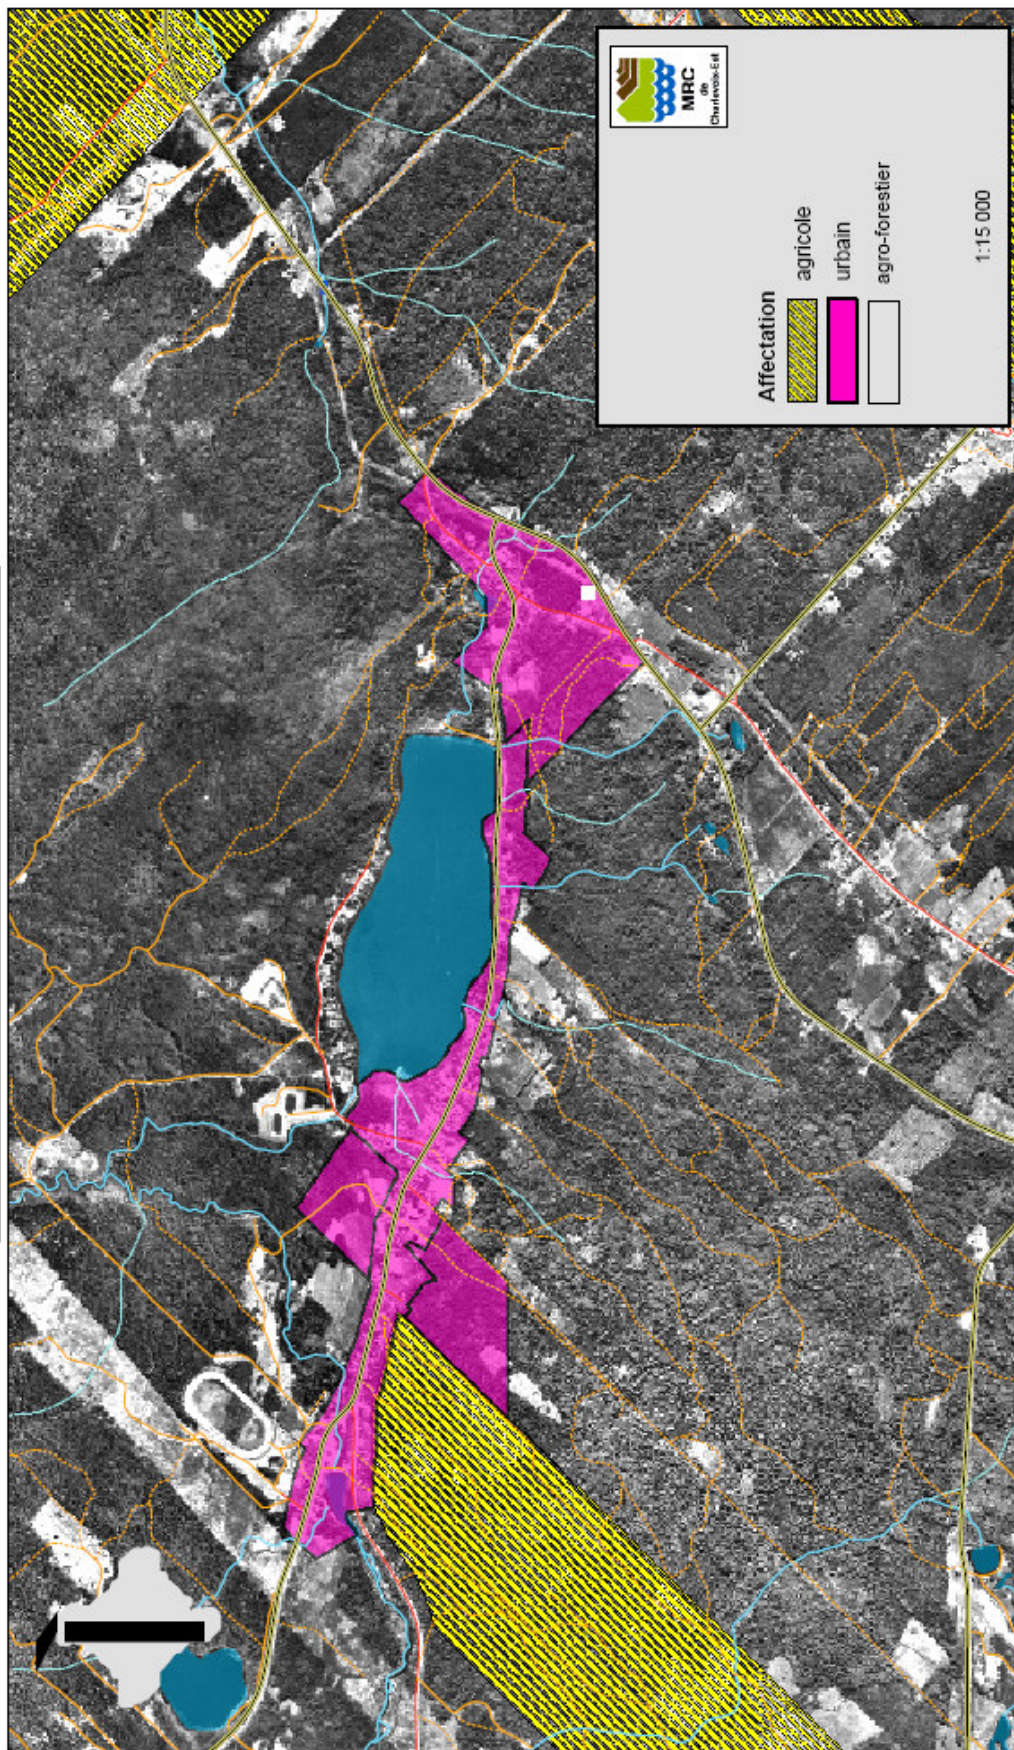 MRC
de
Charlevoix-Est
Affectation
agricole
urbain
agro-forestier
1:15 000